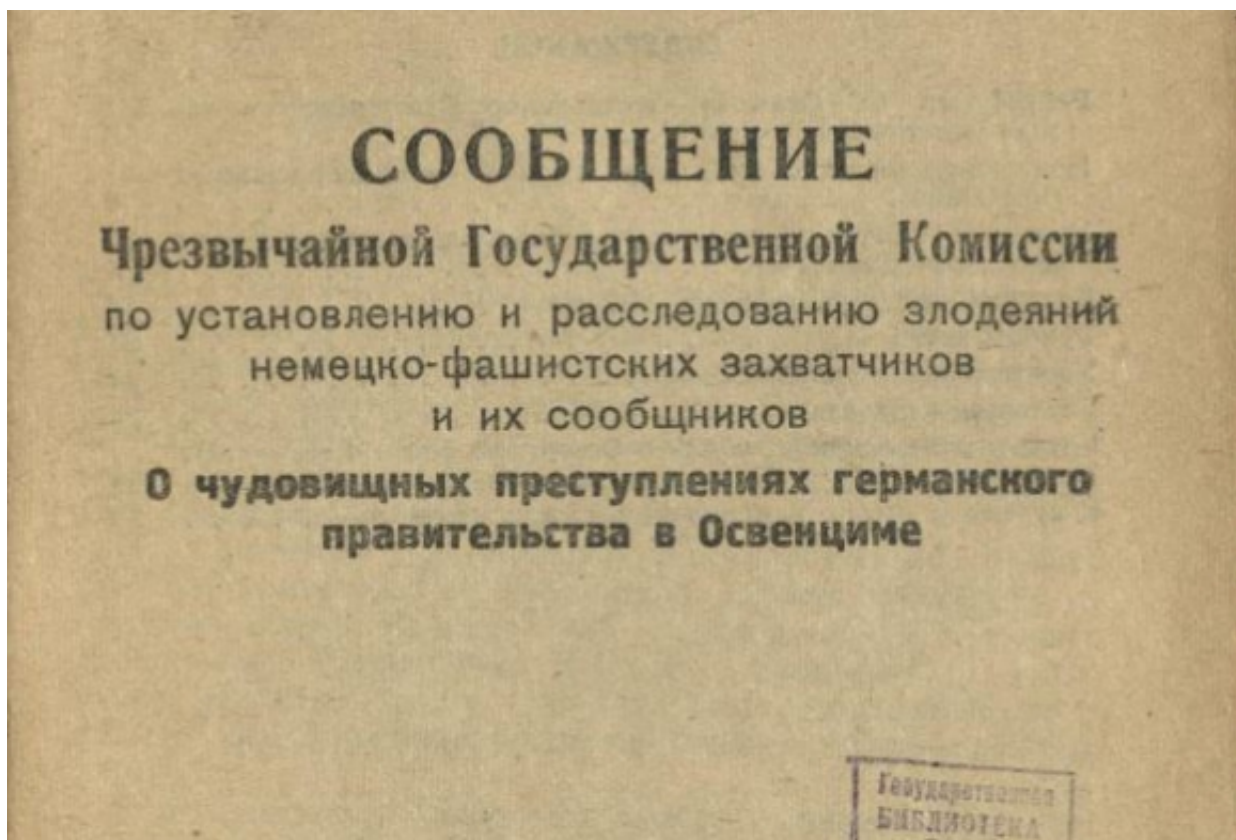 СООБЩЕНИЕ
Чрезвычайной Государственной Комиссии
по установлению и расследованию злодеяний
немецко-фашистских захватчиков
и их сообщников
О чудовищных преступлениях германского
правительства в Освенциме
Государственная
БИБЛИОТЕКА